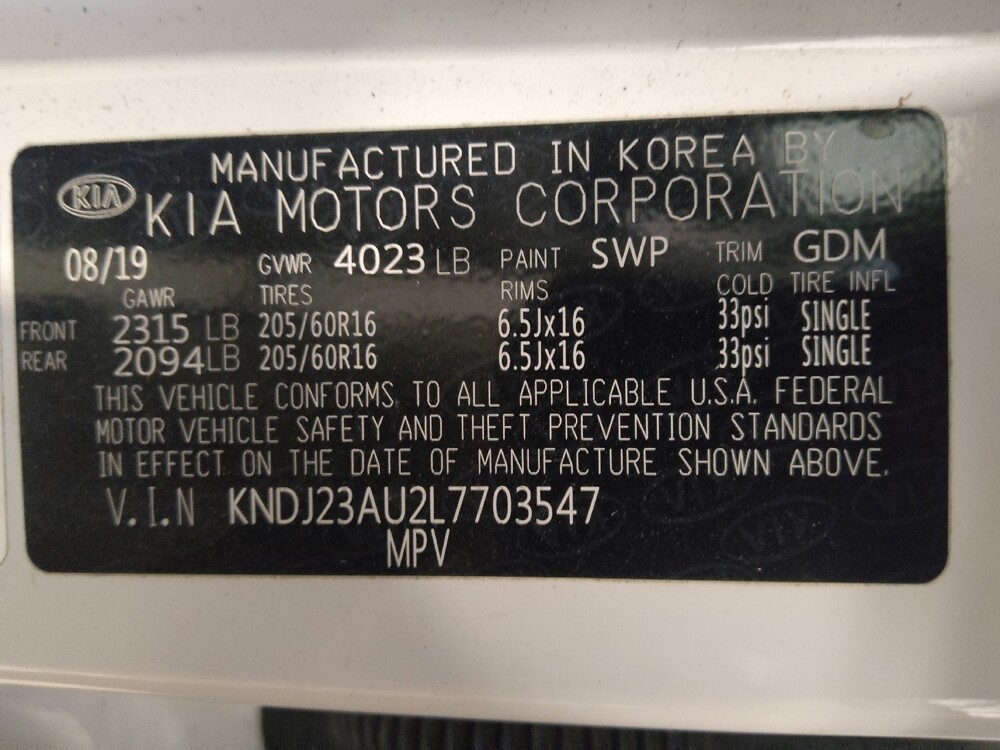 MANUFACTURED IN KOREA BY
KIA KIA MOTORS CORPORATION
08/19 GVWR 4023 LB PAINT SWP TRIM GDM
GAWR TIRES RIMS COLD TIRE INFL
FRONT 2315 LB 205/60R16 6.5Jx16 33psi SINGLE
REAR 2094 LB 205/60R16 6.5Jx16 33psi SINGLE
THIS VEHICLE CONFORMS TO ALL APPLICABLE U.S.A. FEDERAL
MOTOR VEHICLE SAFETY AND THEFT PREVENTION STANDARDS
IN EFFECT ON THE DATE OF MANUFACTURE SHOWN ABOVE.
V.I.N KNDJ23AU2L7703547
MPV